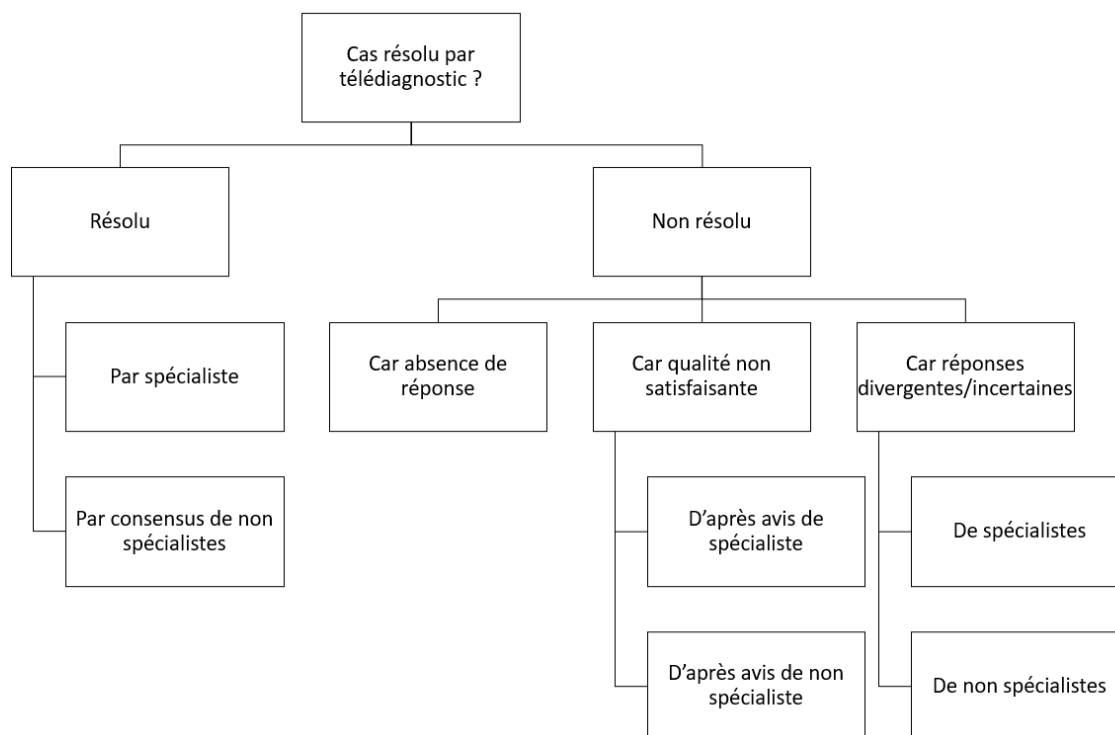 Cas résolu par
télédiagnostic ?
Résolu
Non résolu
Par spécialiste
Car absence de
réponse
Car qualité non
satisfaisante
Car réponses
divergentes/incertaines
Par consensus de non
spécialistes
D’après avis de
spécialiste
De spécialistes
D’après avis de non
spécialiste
De non spécialistes